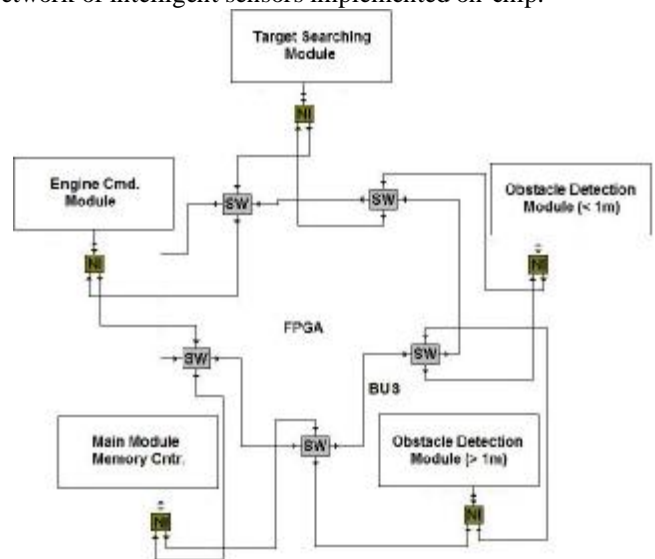 network of intelligent sensors implemented on-chip.
Target Searching
Module
NI
Engine Cmd.
Module
SW
SW
Obstacle Detection
Module (< 1m)
NI
NI
FPGA
SW
SW
BUS
Main Module
Memory Cntr.
SW
Obstacle Detection
Module (> 1m)
NI
NI